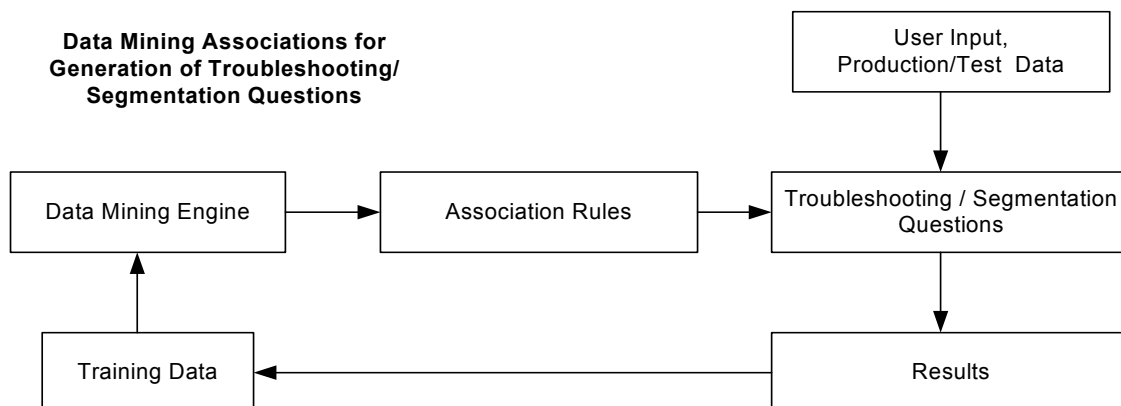 Data Mining Associations for
Generation of Troubleshooting/
Segmentation Questions
User Input,
Production/Test Data
Data Mining Engine
Association Rules
Troubleshooting / Segmentation
Questions
Training Data
Results